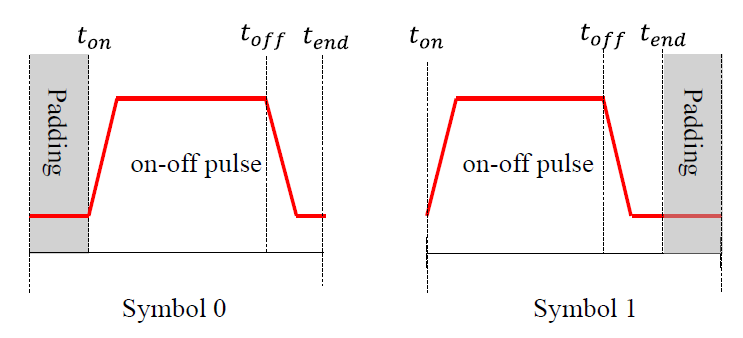 t_on t_off t_end t_on t_off t_end
Padding on-off pulse on-off pulse Padding
Symbol 0 Symbol 1